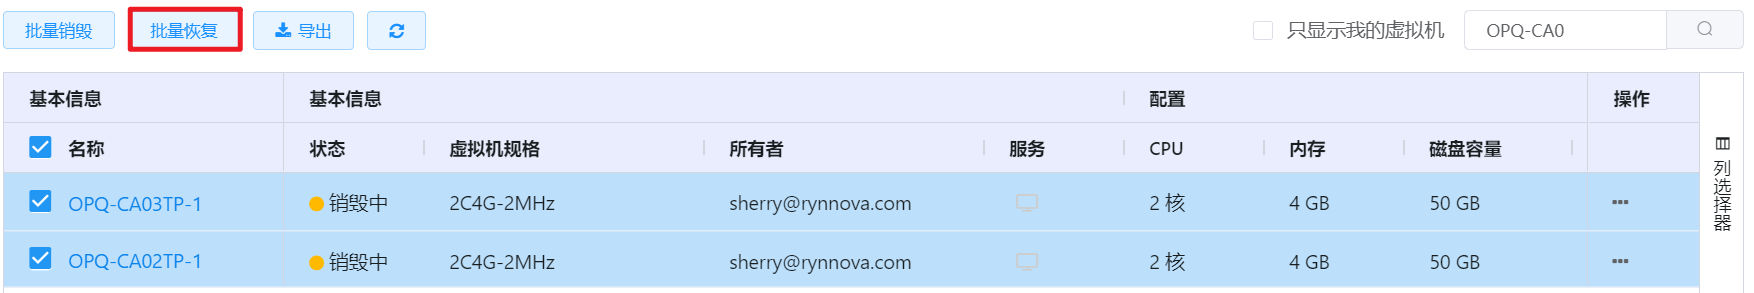 批量销毁 批量恢复 导出 只显示我的虚拟机 OPQ-CA0
基本信息 基本信息 配置 操作
名称 状态 虚拟机规格 所有者 服务 CPU 内存 磁盘容量
OPQ-CA03TP-1 销毁中 2C4G-2MHz sherry@rynnova.com 2 核 4 GB 50 GB ···
OPQ-CA02TP-1 销毁中 2C4G-2MHz sherry@rynnova.com 2 核 4 GB 50 GB ···
列选择器